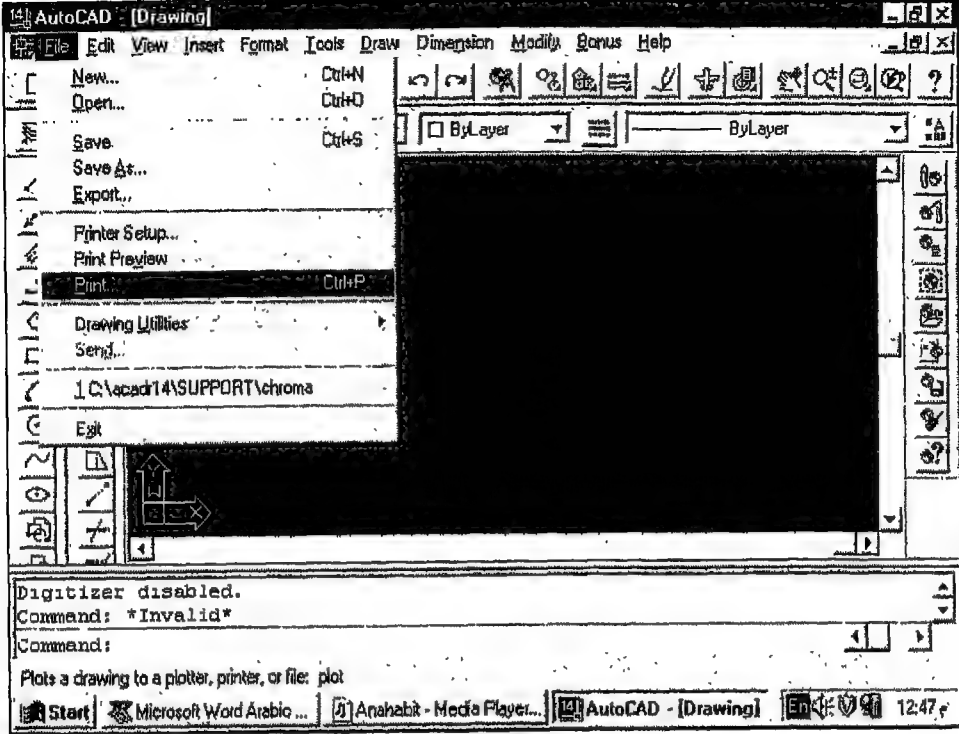 AutoCAD - [Drawing]
File Edit View Insert Format Tools Draw Dimension Modify Bonus Help
New... Ctrl+N
Open... Ctrl+O
ByLayer ByLayer
Save Ctrl+S
Save As...
Export...
Printer Setup...
Print Preview
Print... Ctrl+P
Drawing Utilities
Send...
1 C:\acadr14\SUPPORT\chroma
Exit
W
X
Digitizer disabled.
Command: *Invalid*
Command:
Plots a drawing to a plotter, printer, or file: plot
Start Microsoft Word Arabic ... Anahabit - Media Player... AutoCAD - [Drawing] En 12:47 م